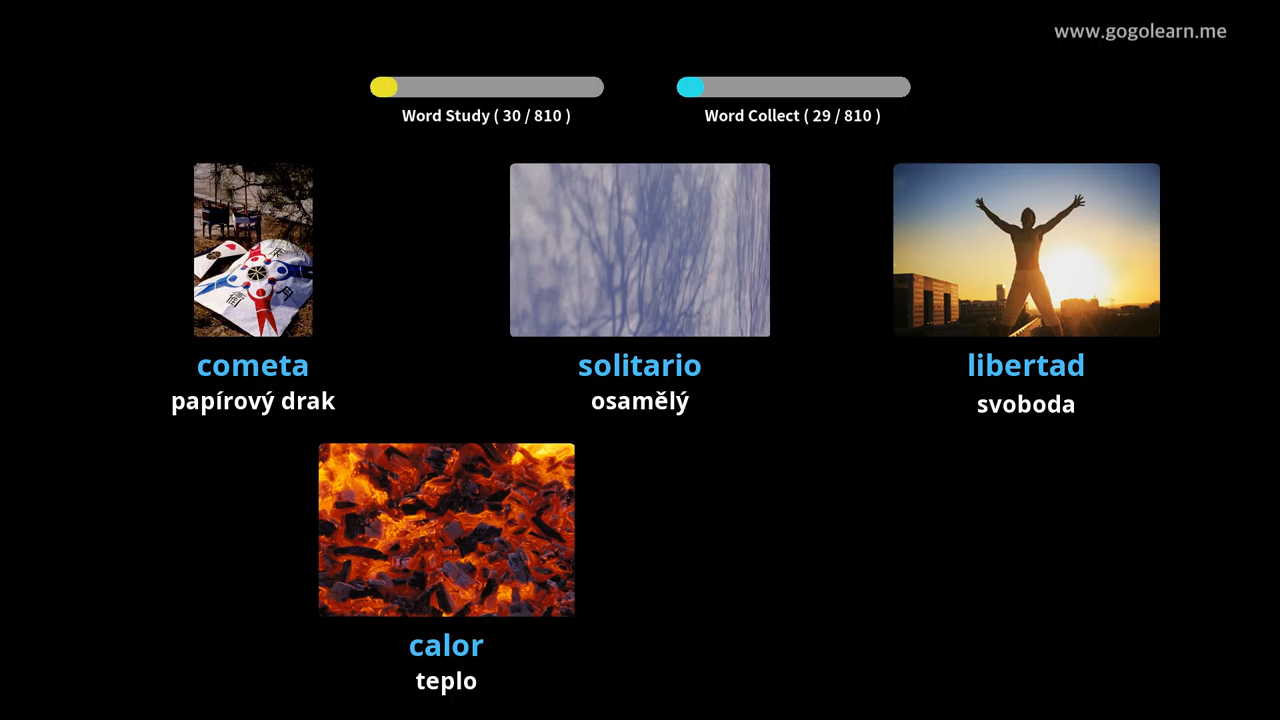 www.gogolearn.me
Word Study ( 30 / 810 )
Word Collect ( 29 / 810 )
cometa
papírový drak
solitario
osamělý
libertad
svoboda
calor
teplo